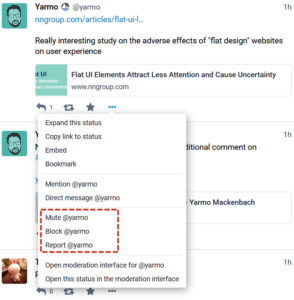 Yarmo @yarmo
1h
nngroup.com/articles/flat-ui-l...
Really interesting study on the adverse effects of "flat design" websites
on user experience
Flat UI Elements Attract Less Attention and Cause Uncertainty
www.nngroup.com
1
Expand this status
Copy link to status
Embed
Bookmark
1h
ditional comment on
Mention @yarmo
Direct message @yarmo
Yarmo Mackenbach
Mute @yarmo
Block @yarmo
Report @yarmo
Open moderation interface for @yarmo
1h
Open this status in the moderation interface
0